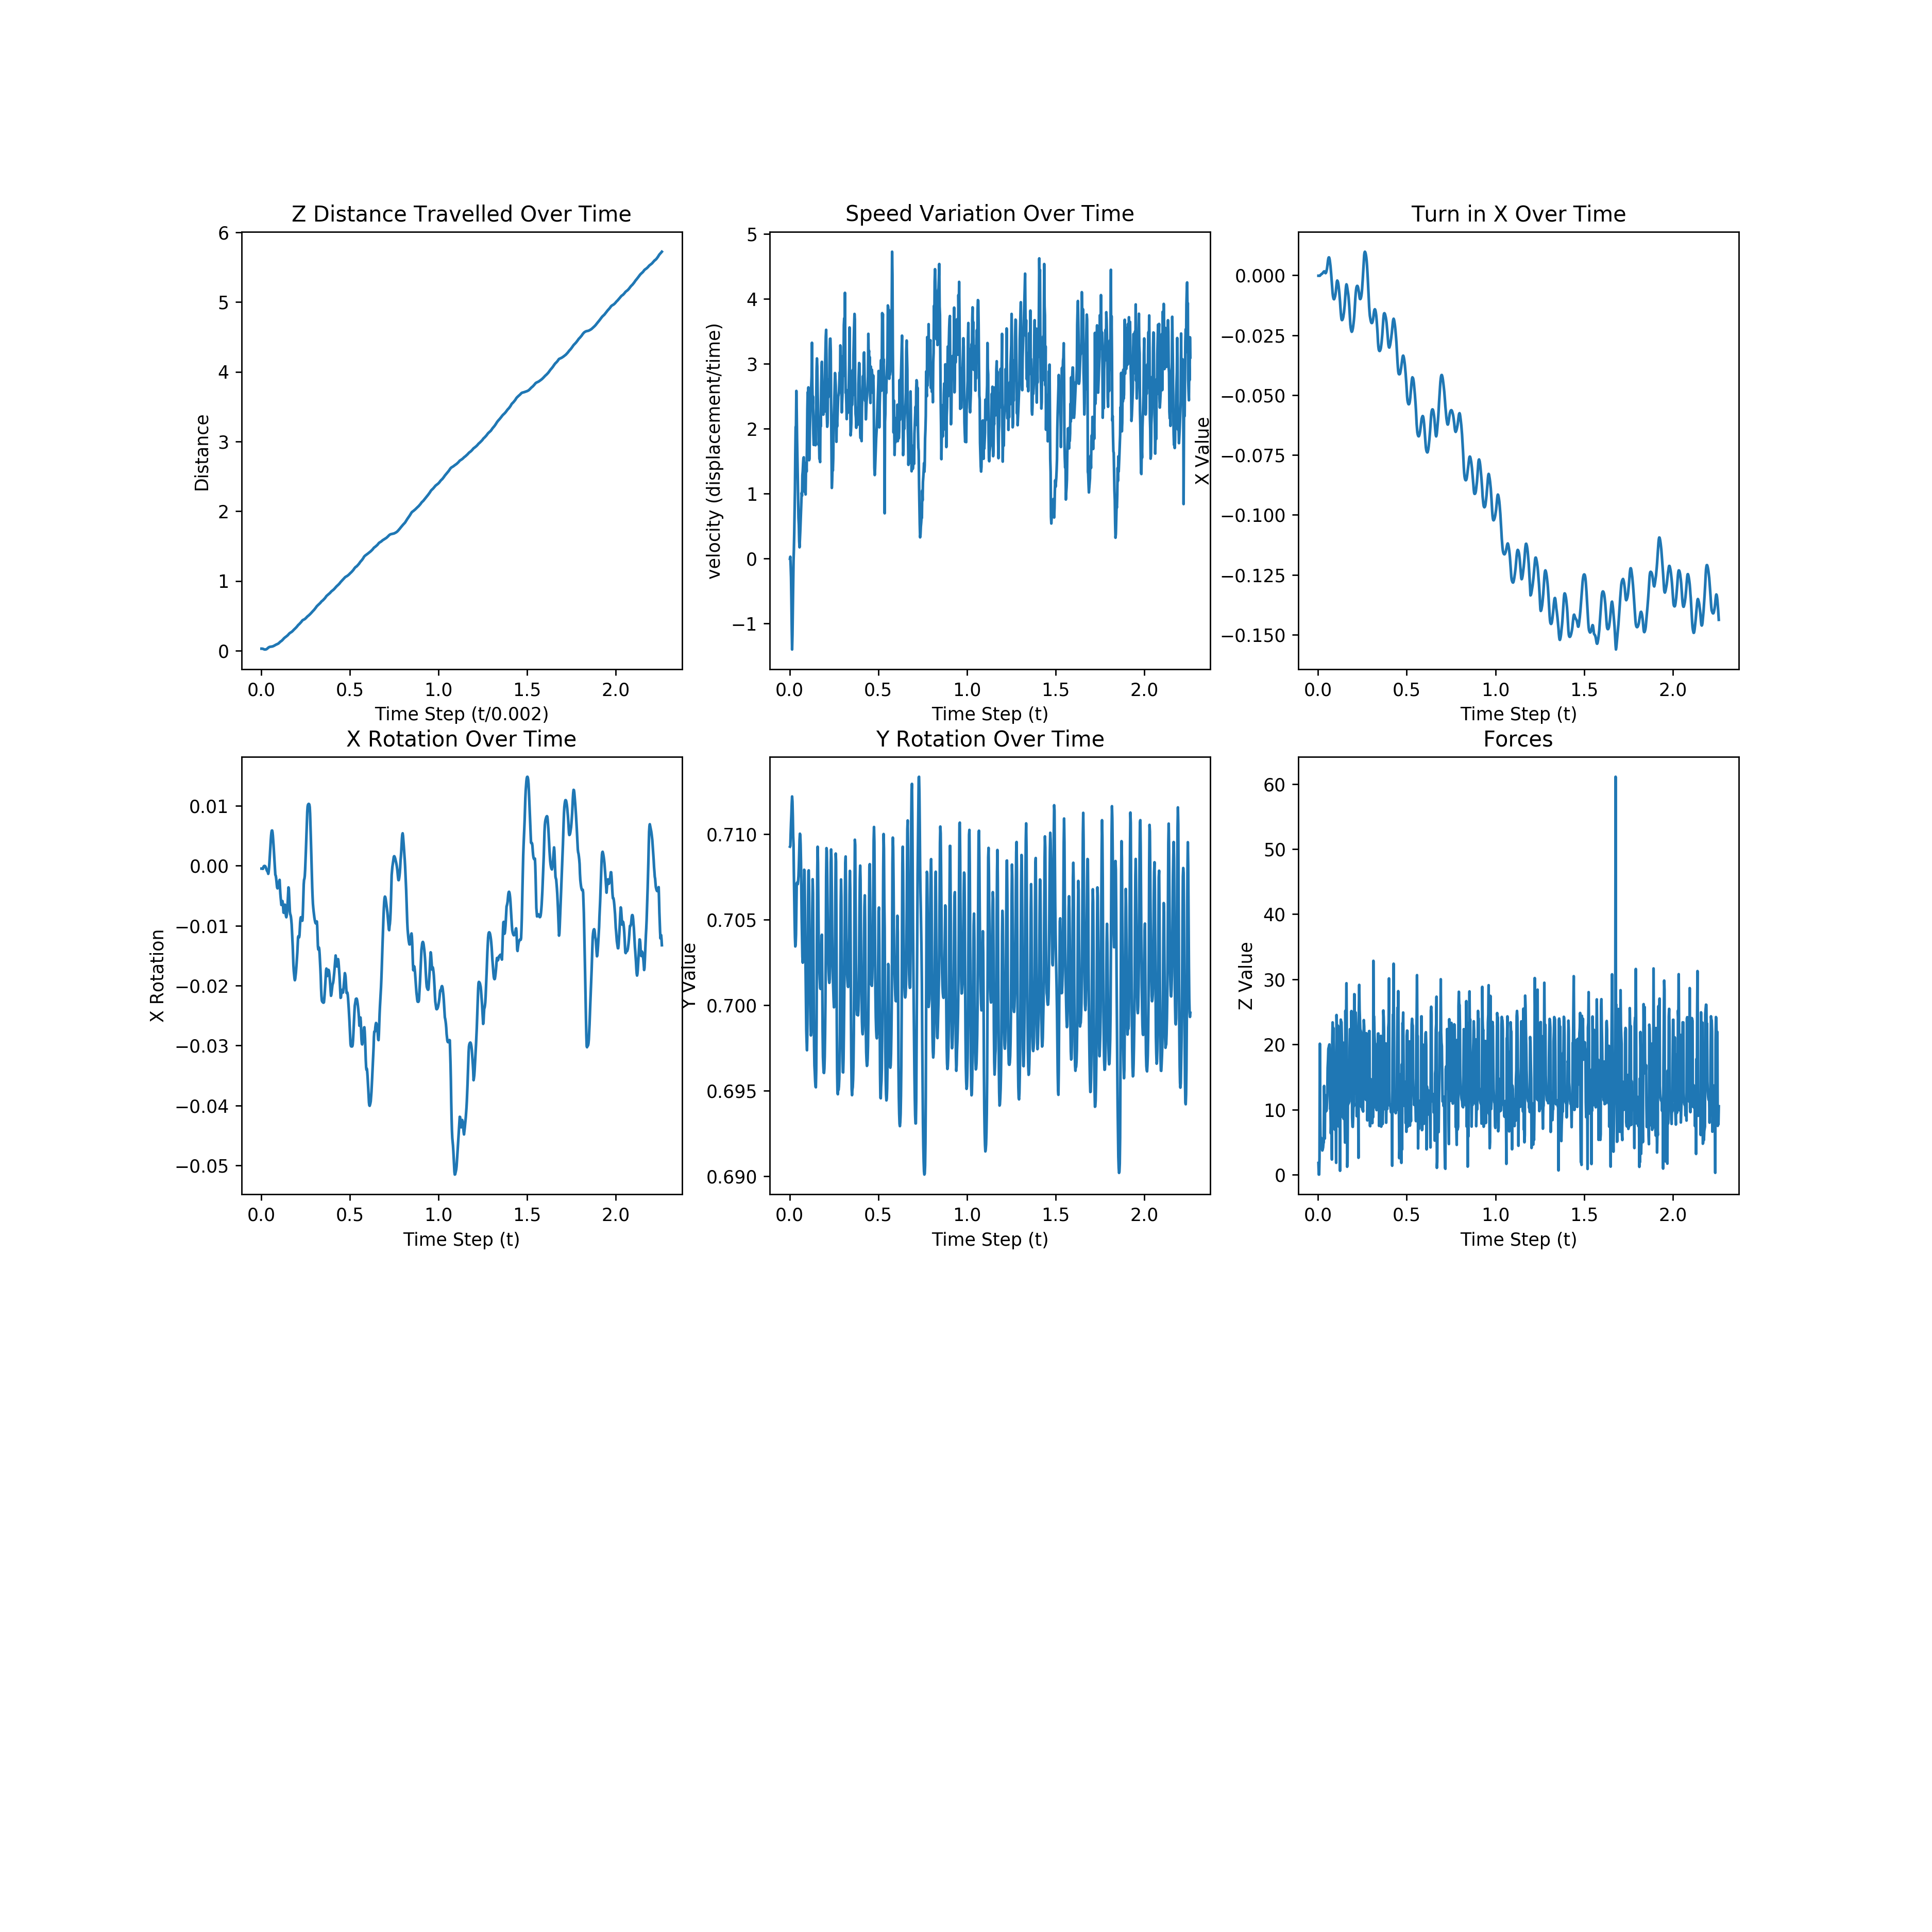 Z Distance Travelled Over Time
Distance
6
5
4
3
2
1
0
0.0 0.5 1.0 1.5 2.0
Time Step (t/0.002)
Speed Variation Over Time
velocity (displacement/time)
5
4
3
2
1
0
−1
0.0 0.5 1.0 1.5 2.0
Time Step (t)
Turn in X Over Time
X Value
0.000
−0.025
−0.050
−0.075
−0.100
−0.125
−0.150
0.0 0.5 1.0 1.5 2.0
Time Step (t)
X Rotation Over Time
X Rotation
0.01
0.00
−0.01
−0.02
−0.03
−0.04
−0.05
0.0 0.5 1.0 1.5 2.0
Time Step (t)
Y Rotation Over Time
Y Value
0.710
0.705
0.700
0.695
0.690
0.0 0.5 1.0 1.5 2.0
Time Step (t)
Forces
Z Value
60
50
40
30
20
10
0
0.0 0.5 1.0 1.5 2.0
Time Step (t)